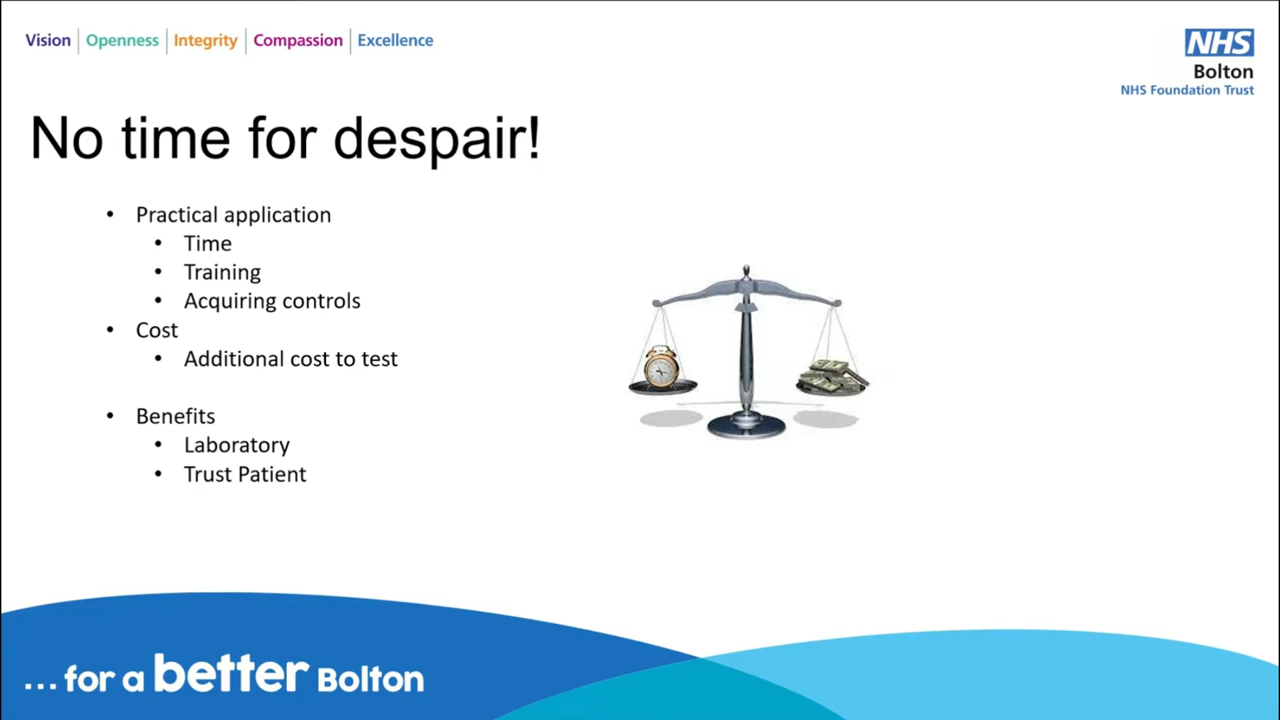 Vision Openness Integrity Compassion Excellence
NHS
Bolton
NHS Foundation Trust
No time for despair!
• Practical application
• Time
• Training
• Acquiring controls
• Cost
• Additional cost to test
• Benefits
• Laboratory
• Trust Patient
...for a better Bolton